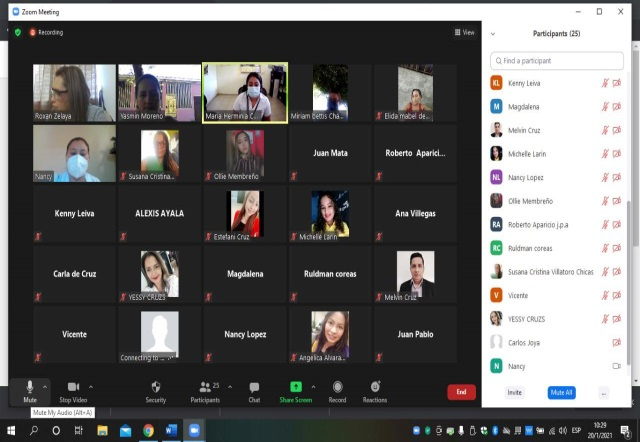 Zoom Meeting
Recording
View
Participants (25)
Find a participant
Roxan Zelaya
Yasmin Moreno
Maria Herminia C...
Miriam bettis Cha...
Elida mabel de...
Nancy
Susana Cristina...
Ollie Membreño
Juan Mata
Roberto Aparici...
Kenny Leiva
ALEXIS AYALA
Estefani Cruz
Michelle Larin
Ana Villegas
Carla de Cruz
YESSY CRUZS
Magdalena
Ruldman coreas
Melvin Cruz
Vicente
Connecting to ...
Nancy Lopez
Angelica Alvara...
Juan Pablo
KL Kenny Leiva
M Magdalena
Melvin Cruz
Michelle Larin
NL Nancy Lopez
Ollie Membreño
RA Roberto Aparicio j.p.a
RC Ruldman coreas
Susana Cristina Villatoro Chicas
V Vicente
YESSY CRUZS
Carlos Joya
N Nancy
Invite
Mute All
...
Mute
Stop Video
Security
Participants
25
Chat
Share Screen
Record
Reactions
End
Mute My Audio (Alt+A)
ESP
10:29
20/1/2021